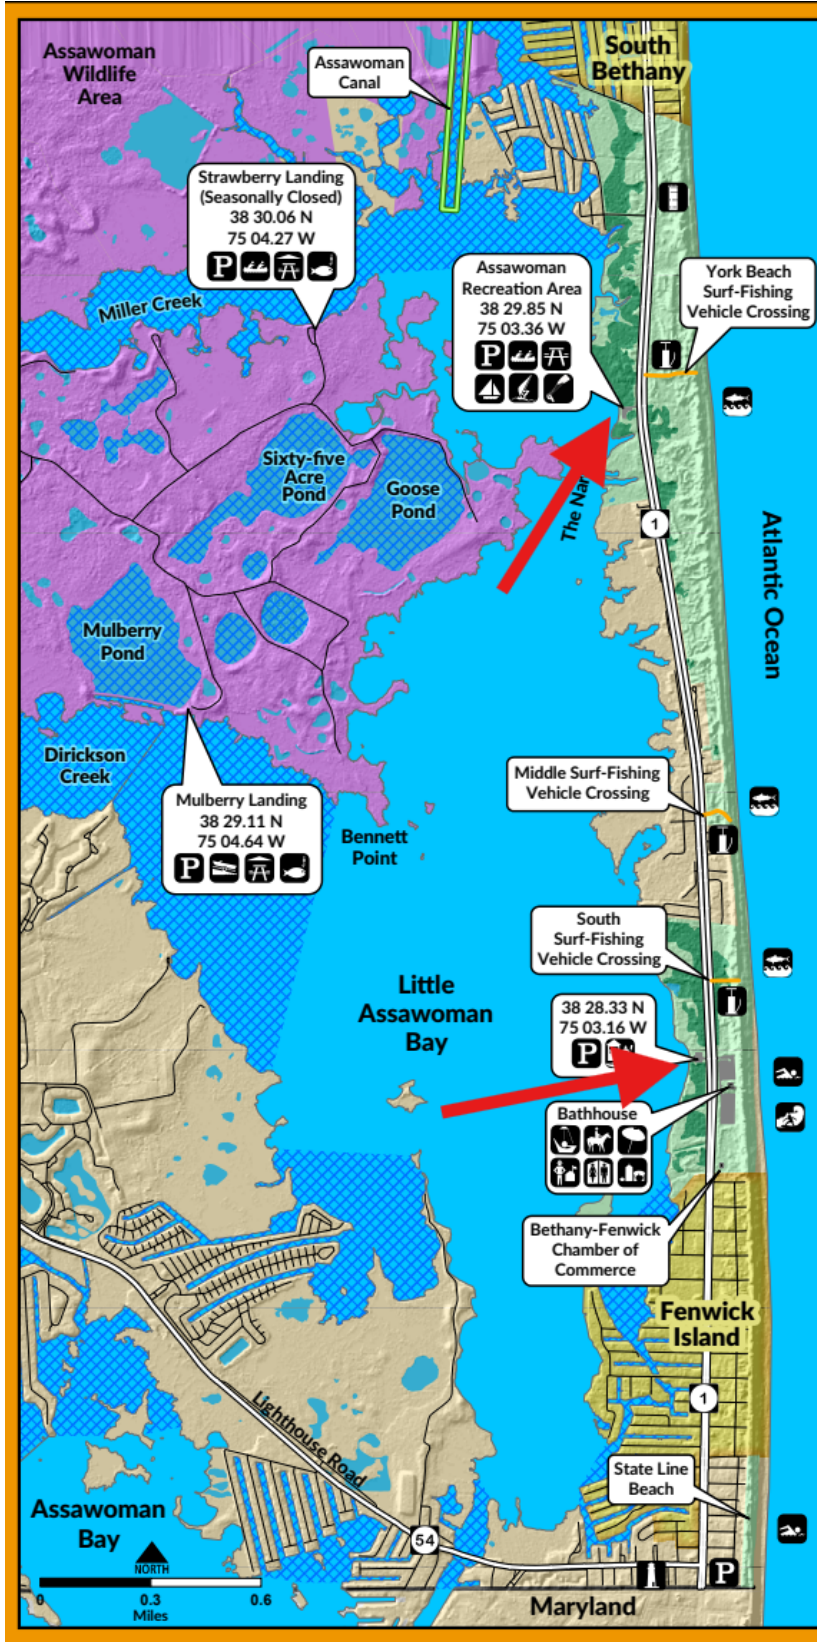 Assawoman
Wildlife
Area
Assawoman
Canal
South
Bethany
Strawberry Landing
(Seasonally Closed)
38 30.06 N
75 04.27 W
P
Miller Creek
Assawoman
Recreation Area
38 29.85 N
75 03.36 W
P
York Beach
Surf-Fishing
Vehicle Crossing
Sixty-five
Acre
Pond
Goose
Pond
The Nar
1
Atlantic Ocean
Mulberry
Pond
Dirickson
Creek
Mulberry Landing
38 29.11 N
75 04.64 W
P
Bennett
Point
Middle Surf-Fishing
Vehicle Crossing
South
Surf-Fishing
Vehicle Crossing
Little
Assawoman
Bay
38 28.33 N
75 03.16 W
P
Bathhouse
Bethany-Fenwick
Chamber of
Commerce
Fenwick
Island
1
Lighthouse Road
State Line
Beach
Assawoman
Bay
54
NORTH
0 0.3 0.6
Miles
P
Maryland